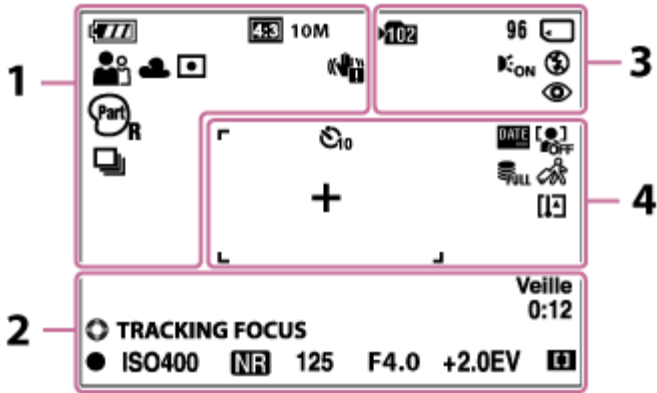 4:3 10M
102 96
ON
Part
R
1
3
10
DATE
OFF
FULL
4
Veille
0:12
2
TRACKING FOCUS
ISO400 NR 125 F4.0 +2.0EV